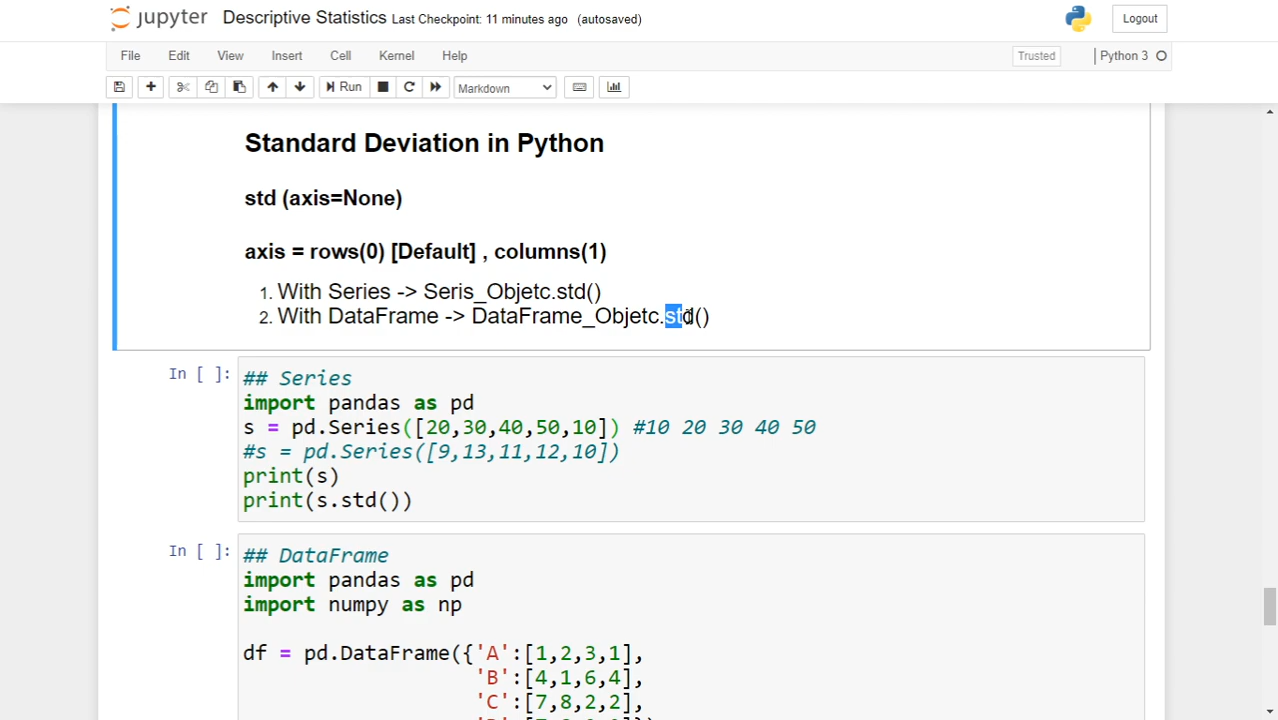 jupyter Descriptive Statistics Last Checkpoint: 11 minutes ago (autosaved)
Logout
File Edit View Insert Cell Kernel Help
Trusted Python 3
Run Markdown
Standard Deviation in Python
std (axis=None)
axis = rows(0) [Default] , columns(1)
1. With Series -> Seris_Objetc.std()
2. With DataFrame -> DataFrame_Objetc.std()
In [ ]:
## Series
import pandas as pd
s = pd.Series([20,30,40,50,10]) #10 20 30 40 50
#s = pd.Series([9,13,11,12,10])
print(s)
print(s.std())
In [ ]:
## DataFrame
import pandas as pd
import numpy as np
df = pd.DataFrame({'A':[1,2,3,1],
'B':[4,1,6,4],
'C':[7,8,2,2],